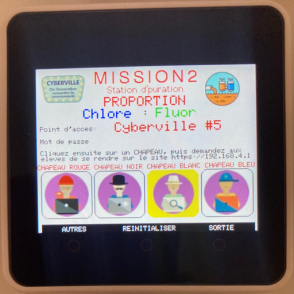 CYBERVILLE
MISSION2
Station d'puration
PROPORTION
Chlore : Fluor
Point d'acces:
Cyberville #5
Mot de passe
Cliquez ensuite sur un CHAPEAU, puis demandez aux
eleves de se rendre sur le site https://192.168.4.1
CHAPEAU ROUGE CHAPEAU NOIR CHAPEAU BLANC CHAPEAU BLEU
AUTRES REINITIALISER SORTIE